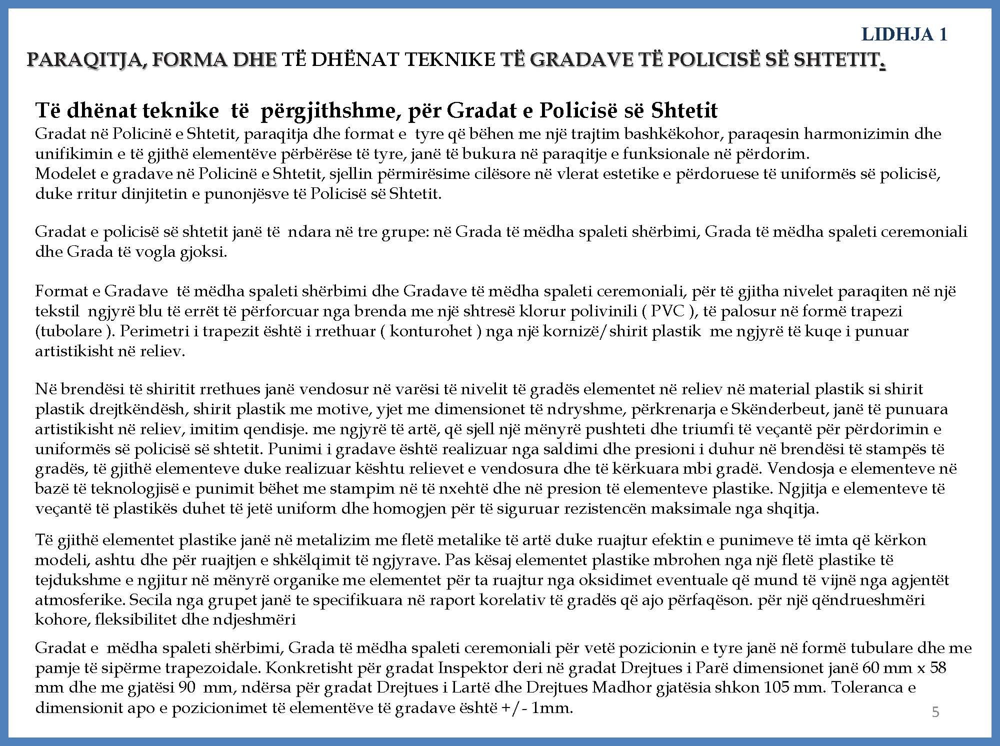 LIDHJA 1
PARAQITJA, FORMA DHE TË DHËNAT TEKNIKE TË GRADAVE TË POLICISË SË SHTETIT.
Të dhënat teknike të përgjithshme, për Gradat e Policisë së Shtetit
Gradat në Policinë e Shtetit, paraqitja dhe format e tyre që bëhen me një trajtim bashkëkohor, paraqesin harmonizimin dhe
unifikimin e të gjithë elementëve përbërëse të tyre, janë të bukura në paraqitje e funksionale në përdorim.
Modelet e gradave në Policinë e Shtetit, sjellin përmirësime cilësore në vlerat estetike e përdoruese të uniformës së policisë,
duke rritur dinjitetin e punonjësve të Policisë së Shtetit.
Gradat e policisë së shtetit janë të ndara në tre grupe: në Grada të mëdha spaleti shërbimi, Grada të mëdha spaleti ceremoniali
dhe Grada të vogla gjoksi.
Format e Gradave të mëdha spaleti shërbimi dhe Gradave të mëdha spaleti ceremoniali, për të gjitha nivelet paraqiten në një
tekstil ngjyrë blu të errët të përforcuar nga brenda me një shtresë klorur polivinili ( PVC ), të palosur në formë trapezi
(tubolare ). Perimetri i trapezit është i rrethuar ( konturohet ) nga një kornizë/shirit plastik me ngjyrë të kuqe i punuar
artistikisht në reliev.
Në brendësi të shiritit rrethues janë vendosur në varësi të nivelit të gradës elementet në reliev në material plastik si shirit
plastik drejtkëndësh, shirit plastik me motive, yjet me dimensionet të ndryshme, përkrenarja e Skënderbeut, janë të punuara
artistikisht në reliev, imitim qendisje. me ngjyrë të artë, që sjell një mënyrë pushteti dhe triumfi të veçantë për përdorimin e
uniformës së policisë së shtetit. Punimi i gradave është realizuar nga saldimi dhe presioni i duhur në brendësi të stampës të
gradës, të gjithë elementeve duke realizuar kështu relievet e vendosura dhe të kërkuara mbi gradë. Vendosja e elementeve në
bazë të teknologjisë e punimit bëhet me stampim në të nxehtë dhe në presion të elementeve plastike. Ngjitja e elementeve të
veçantë të plastikës duhet të jetë uniform dhe homogjen për të siguruar rezistencën maksimale nga shqitja.
Të gjithë elementet plastike janë në metalizim me fletë metalike të artë duke ruajtur efektin e punimeve të imta që kërkon
modeli, ashtu dhe për ruajtjen e shkëlqimit të ngjyrave. Pas kësaj elementet plastike mbrohen nga një fletë plastike të
tejdukshme e ngjitur në mënyrë organike me elementet për ta ruajtur nga oksidimet eventuale që mund të vijnë nga agjentët
atmosferike. Secila nga grupet janë te specifikuara në raport korelativ të gradës që ajo përfaqëson. për një qëndrueshmëri
kohore, fleksibilitet dhe ndjeshmëri
Gradat e mëdha spaleti shërbimi, Grada të mëdha spaleti ceremoniali për vetë pozicionin e tyre janë në formë tubulare dhe me
pamje të sipërme trapezoidale. Konkretisht për gradat Inspektor deri në gradat Drejtues i Parë dimensionet janë 60 mm x 58
mm dhe me gjatësi 90 mm, ndërsa për gradat Drejtues i Lartë dhe Drejtues Madhor gjatësia shkon 105 mm. Toleranca e
dimensionit apo e pozicionimet të elementëve të gradave është +/- 1mm.
5